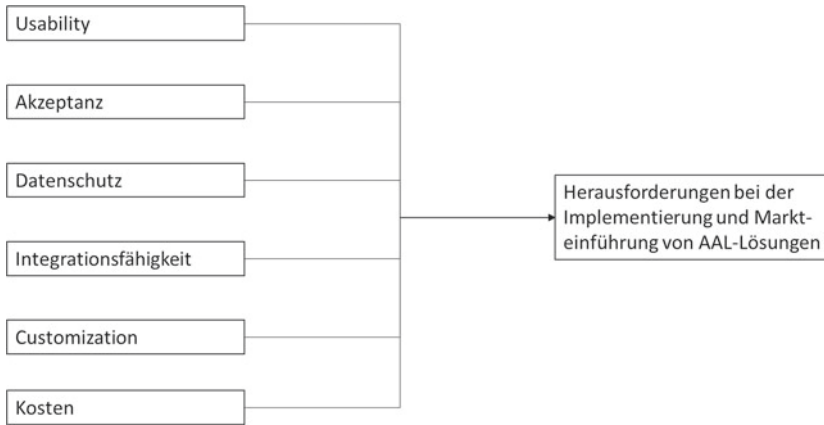 Usability
Akzeptanz
Datenschutz
Integrationsfähigkeit
Customization
Kosten
Herausforderungen bei der
Implementierung und Markt-
einführung von AAL-Lösungen